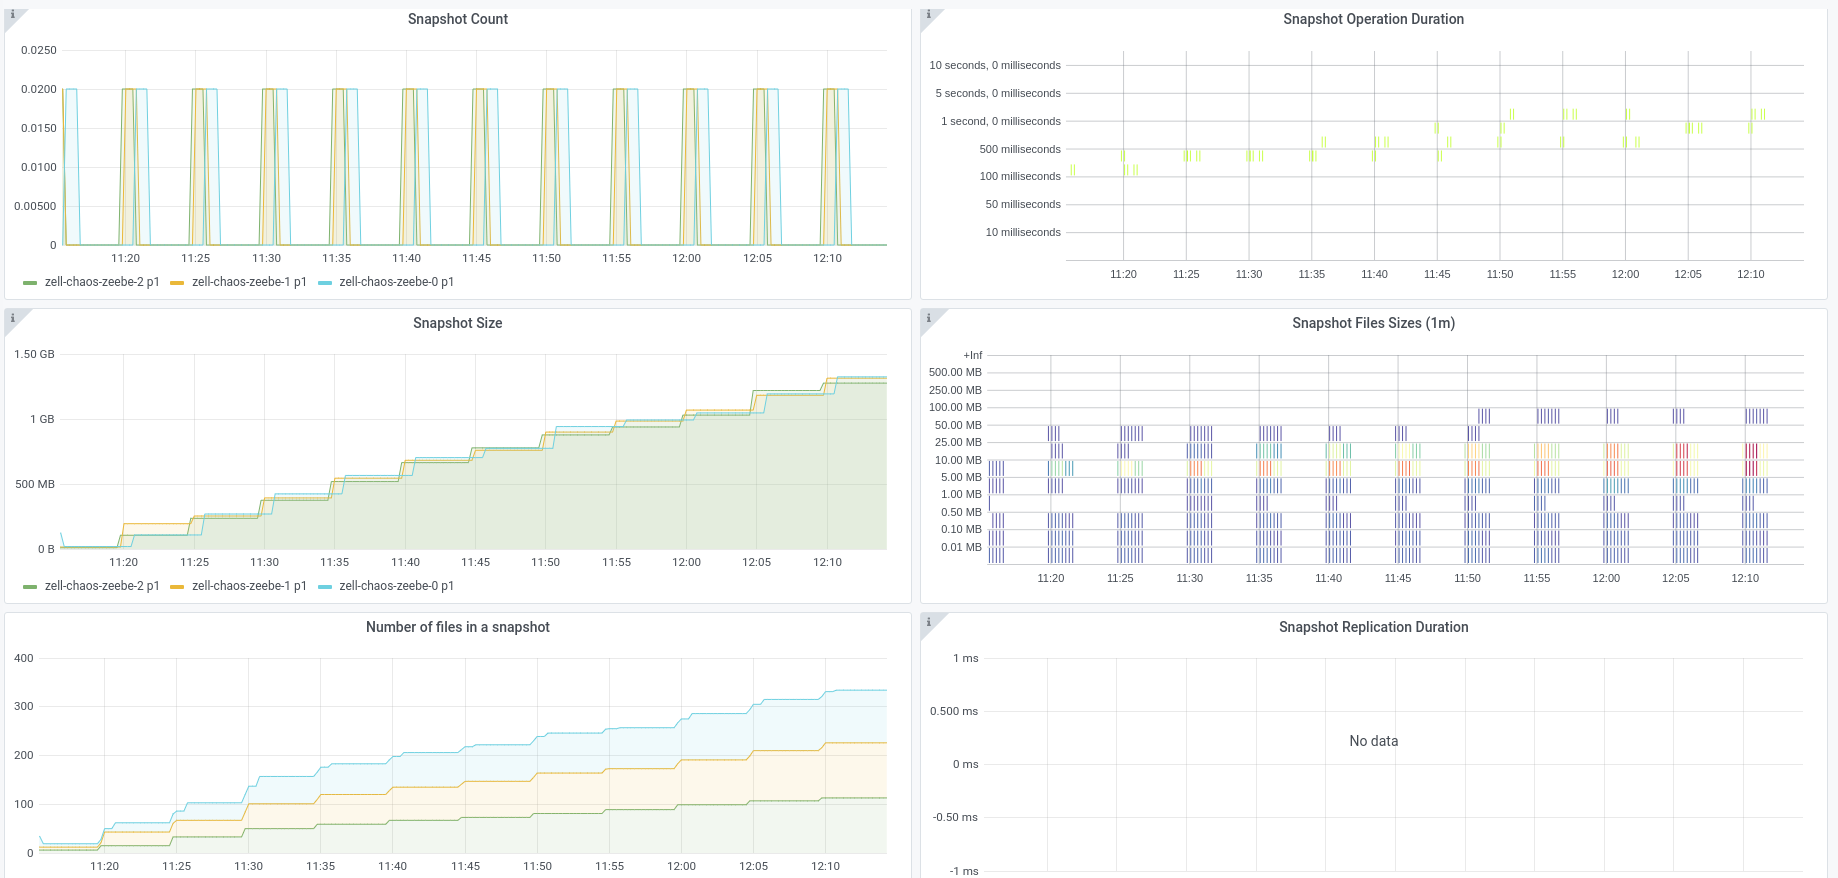 Snapshot Count
0.0250
0.0200
0.0150
0.0100
0.00500
0
11:20 11:25 11:30 11:35 11:40 11:45 11:50 11:55 12:00 12:05 12:10
zell-chaos-zeebe-2 p1 zell-chaos-zeebe-1 p1 zell-chaos-zeebe-0 p1
Snapshot Operation Duration
10 seconds, 0 milliseconds
5 seconds, 0 milliseconds
1 second, 0 milliseconds
500 milliseconds
100 milliseconds
50 milliseconds
10 milliseconds
11:20 11:25 11:30 11:35 11:40 11:45 11:50 11:55 12:00 12:05 12:10
Snapshot Size
1.50 GB
1 GB
500 MB
0 B
11:20 11:25 11:30 11:35 11:40 11:45 11:50 11:55 12:00 12:05 12:10
zell-chaos-zeebe-2 p1 zell-chaos-zeebe-1 p1 zell-chaos-zeebe-0 p1
Snapshot Files Sizes (1m)
+Inf
500.00 MB
250.00 MB
100.00 MB
50.00 MB
25.00 MB
10.00 MB
5.00 MB
1.00 MB
0.50 MB
0.10 MB
0.01 MB
11:20 11:25 11:30 11:35 11:40 11:45 11:50 11:55 12:00 12:05 12:10
Number of files in a snapshot
400
300
200
100
0
11:20 11:25 11:30 11:35 11:40 11:45 11:50 11:55 12:00 12:05 12:10
Snapshot Replication Duration
1 ms
0.500 ms
0 ms
-0.50 ms
-1 ms
No data